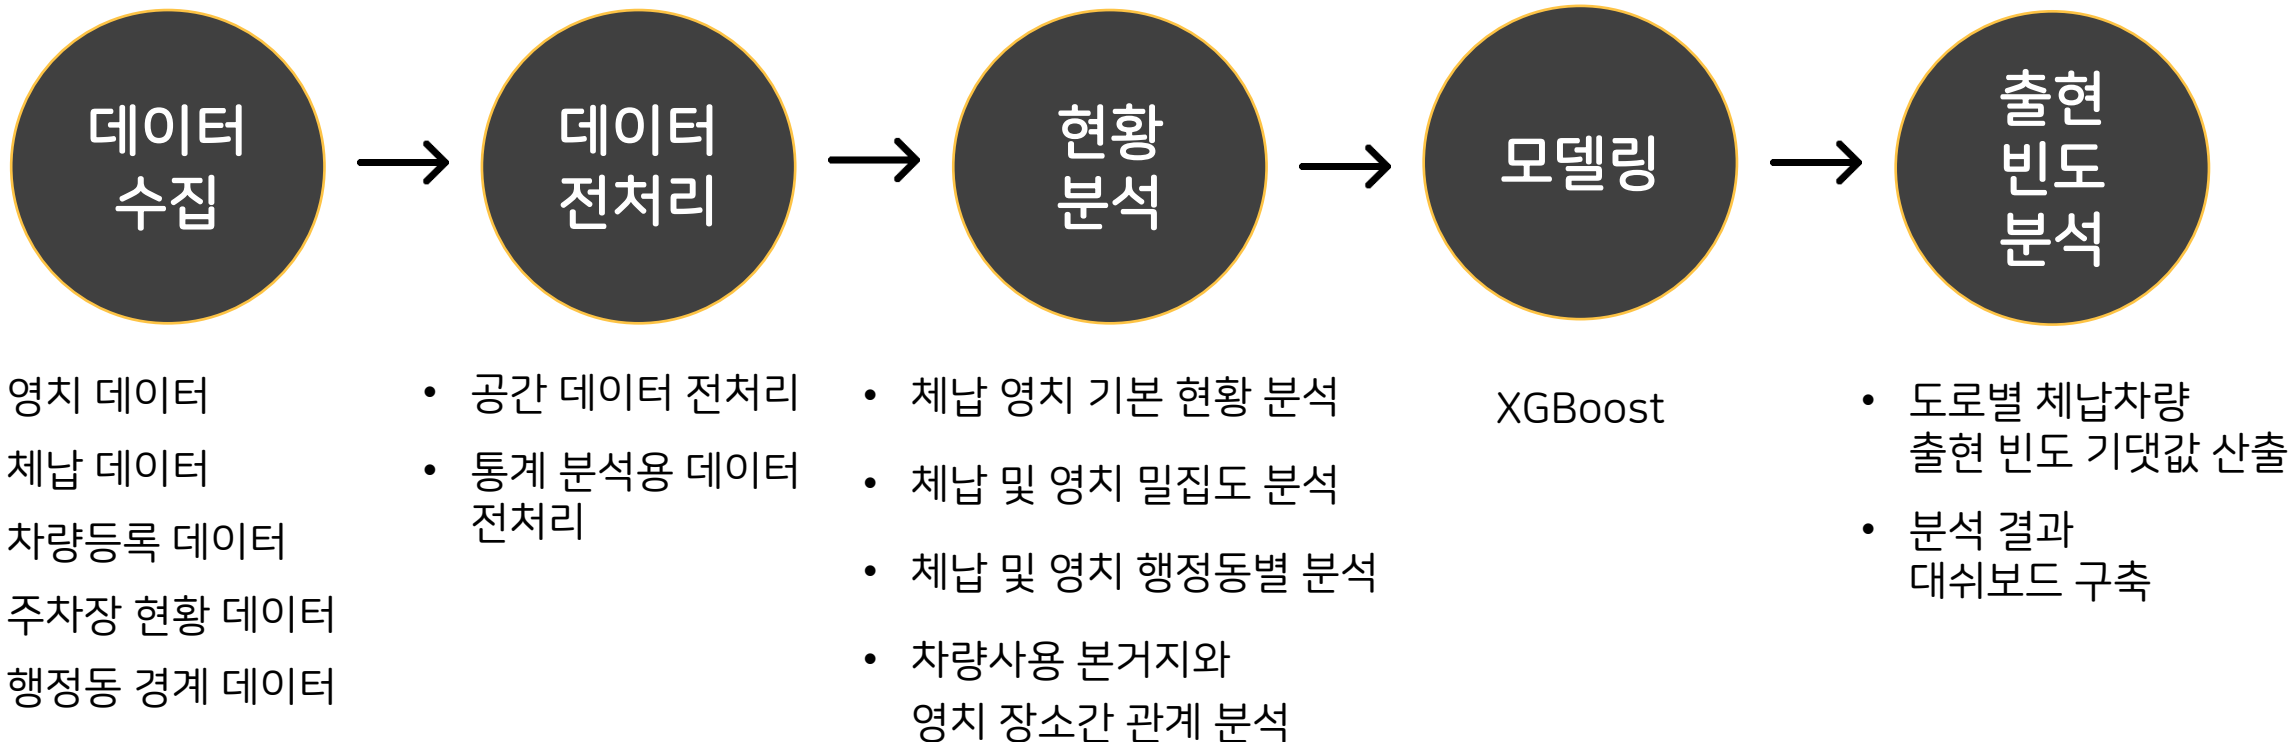 데이터
수집
데이터
전처리
현황
분석
모델링
출현
빈도
분석
영치 데이터
체납 데이터
차량등록 데이터
주차장 현황 데이터
행정동 경계 데이터
• 공간 데이터 전처리
• 통계 분석용 데이터
전처리
• 체납 영치 기본 현황 분석
• 체납 및 영치 밀집도 분석
• 체납 및 영치 행정동별 분석
• 차량사용 본거지와
영치 장소간 관계 분석
XGBoost
• 도로별 체납차량
출현 빈도 기댓값 산출
• 분석 결과
대쉬보드 구축